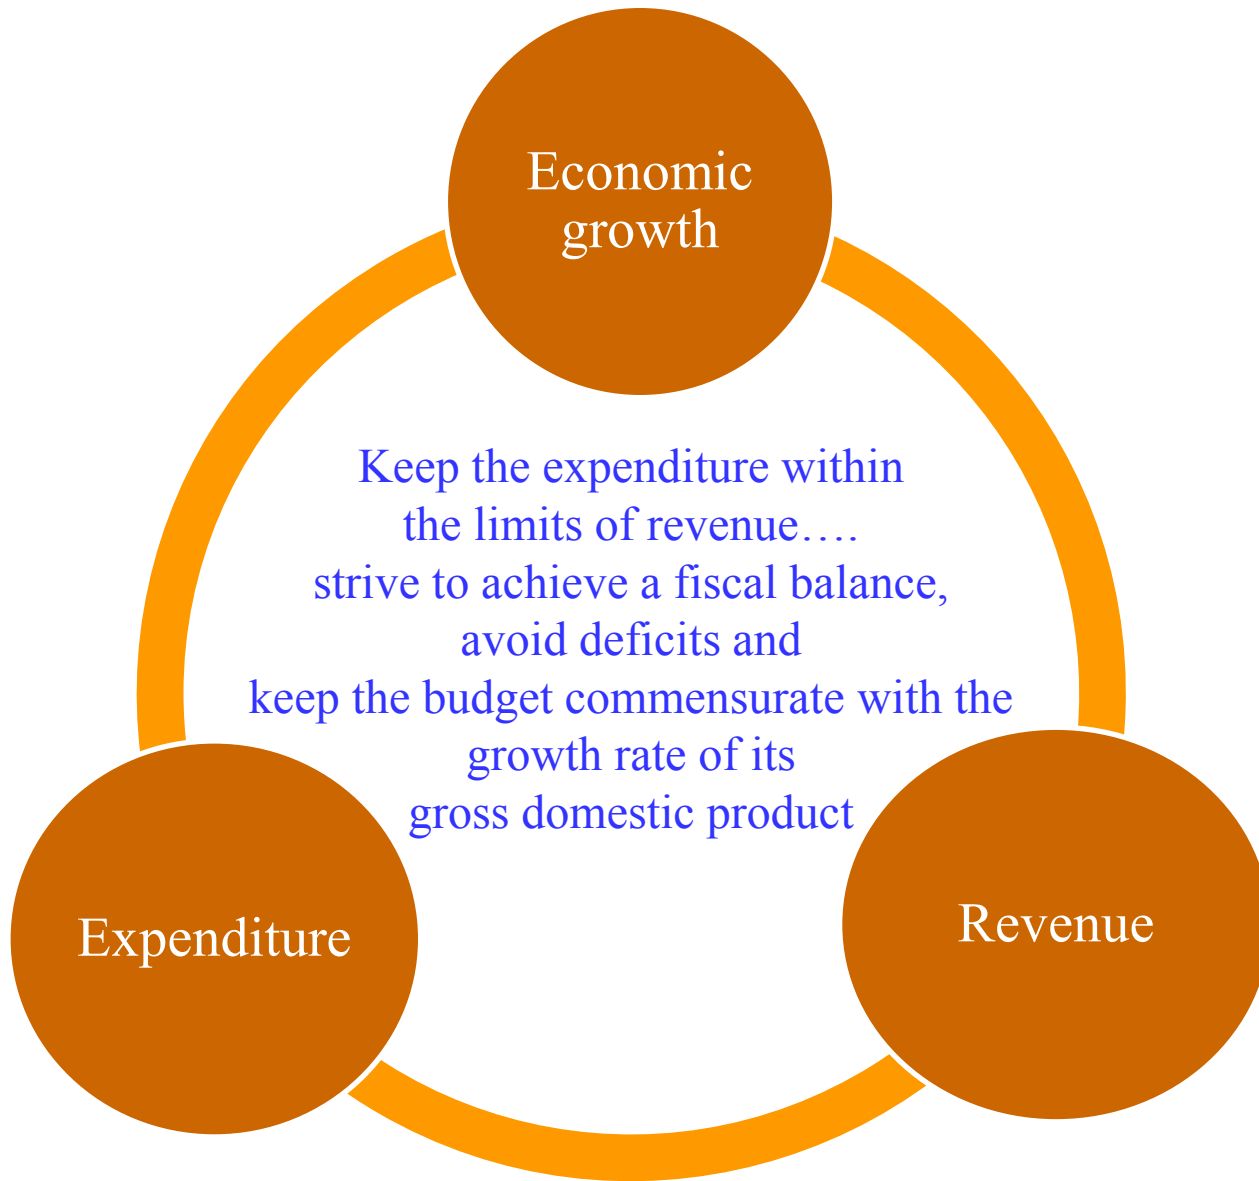 Economic
growth
Keep the expenditure within
the limits of revenue….
strive to achieve a fiscal balance,
avoid deficits and
keep the budget commensurate with the
growth rate of its
gross domestic product
Expenditure
Revenue